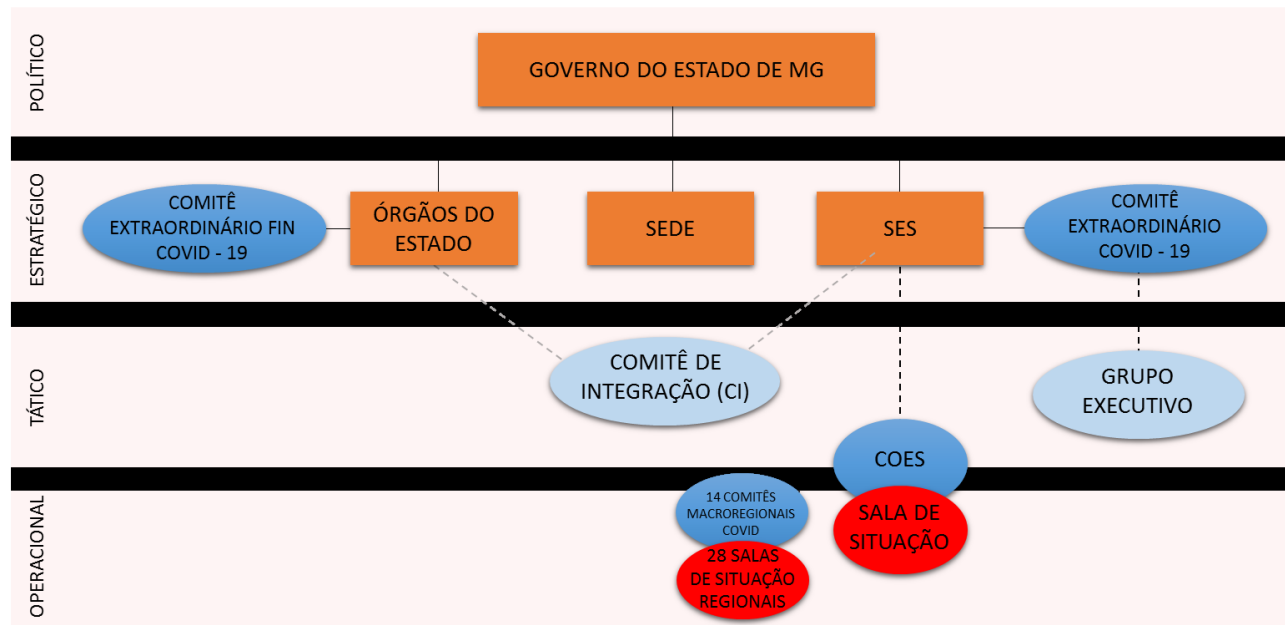 POLÍTICO
GOVERNO DO ESTADO DE MG
ESTRATÉGICO
COMITÊ
EXTRAORDINÁRIO FIN
COVID - 19
ÓRGÃOS DO
ESTADO
SEDE
SES
COMITÊ
EXTRAORDINÁRIO
COVID - 19
TÁTICO
COMITÊ DE
INTEGRAÇÃO (CI)
GRUPO
EXECUTIVO
COES
OPERACIONAL
14 COMITÊS
MACROREGIONAIS
COVID
28 SALAS
DE SITUAÇÃO
REGIONAIS
SALA DE
SITUAÇÃO